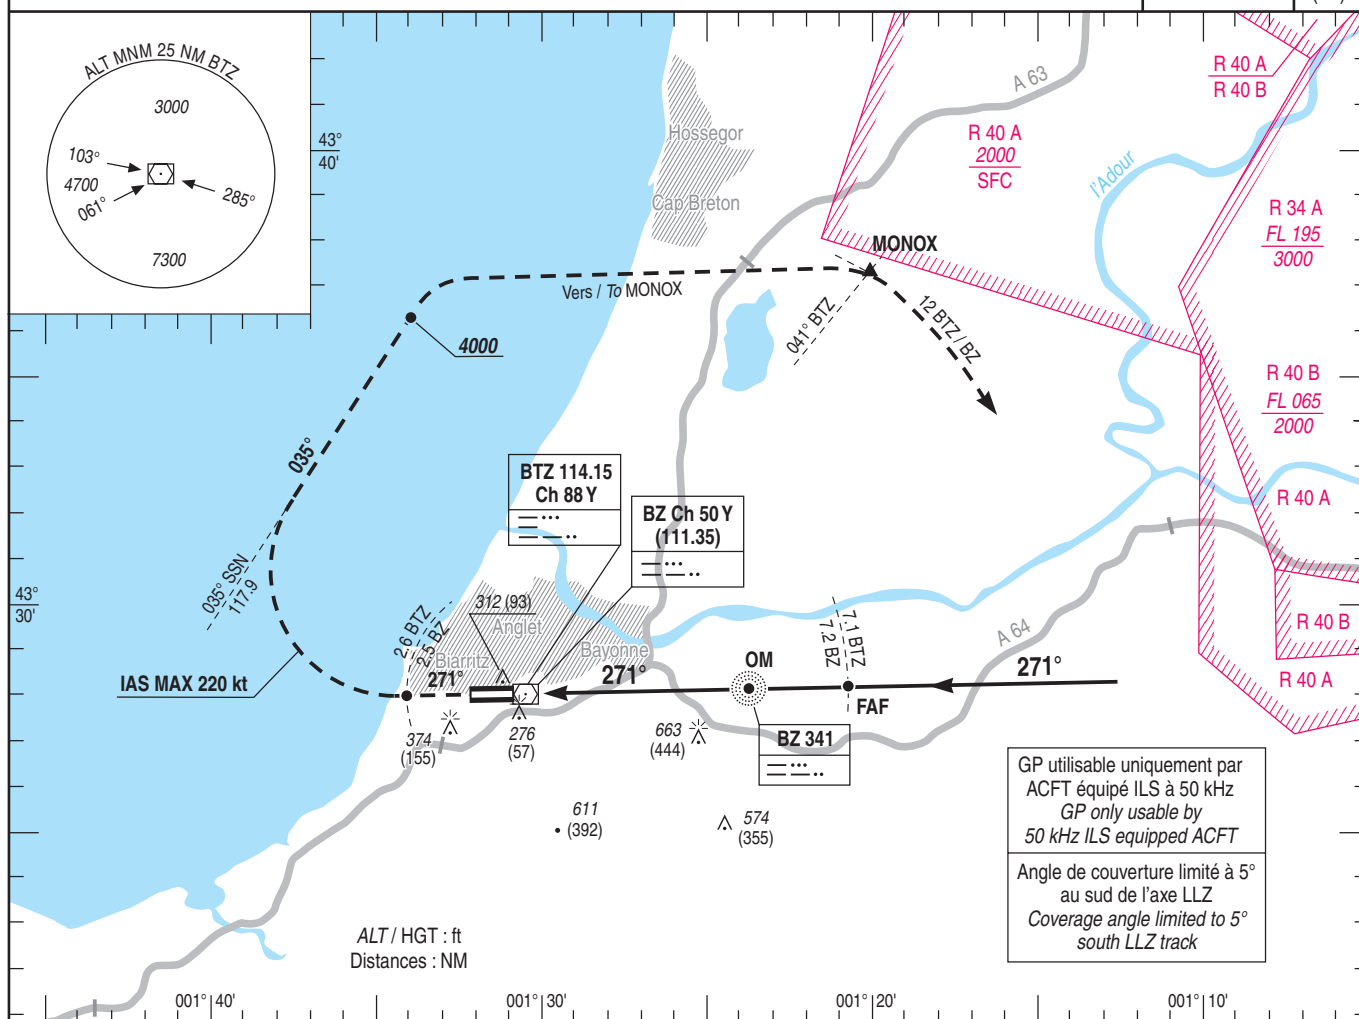 ALT MNM 25 NM BTZ
3000
103°
4700
061°
285°
7300
43°
40'
Hossegor
Cap Breton
A 63
R 40 A
2000
SFC
R 40 A
R 40 B
l'Adour
R 34 A
FL 195
3000
MONOX
Vers / To MONOX
041° BTZ
12 BTZ / BZ
4000
R 40 B
FL 065
2000
035°
BTZ 114.15
Ch 88 Y
BZ Ch 50 Y
(111.35)
R 40 A
035° SSN
117.9
43°
30'
312 (93)
Anglet
2.6 BTZ
2.5 BZ
Biarritz
Bayonne
7.1 BTZ
7.2 BZ
A 64
R 40 B
OM
271°
271°
271°
R 40 A
IAS MAX 220 kt
FAF
374
(155)
276
(57)
663
(444)
BZ 341
611
(392)
574
(355)
GP utilisable uniquement par
ACFT équipé ILS à 50 kHz
GP only usable by
50 kHz ILS equipped ACFT
Angle de couverture limité à 5°
au sud de l'axe LLZ
Coverage angle limited to 5°
south LLZ track
ALT / HGT : ft
Distances : NM
001° 40'
001° 30'
001° 20'
001° 10'